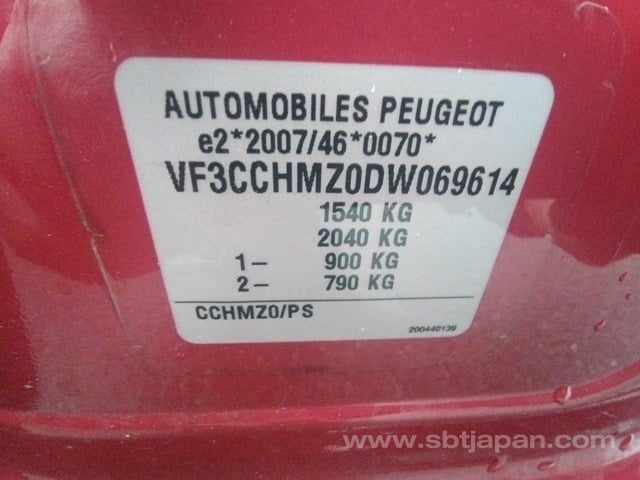 AUTOMOBILES PEUGEOT
e2*2007/46*0070*
VF3CCHMZ0DW069614
1540 KG
2040 KG
1– 900 KG
2– 790 KG
CCHMZ0/PS
200440139
www.sbtjapan.com